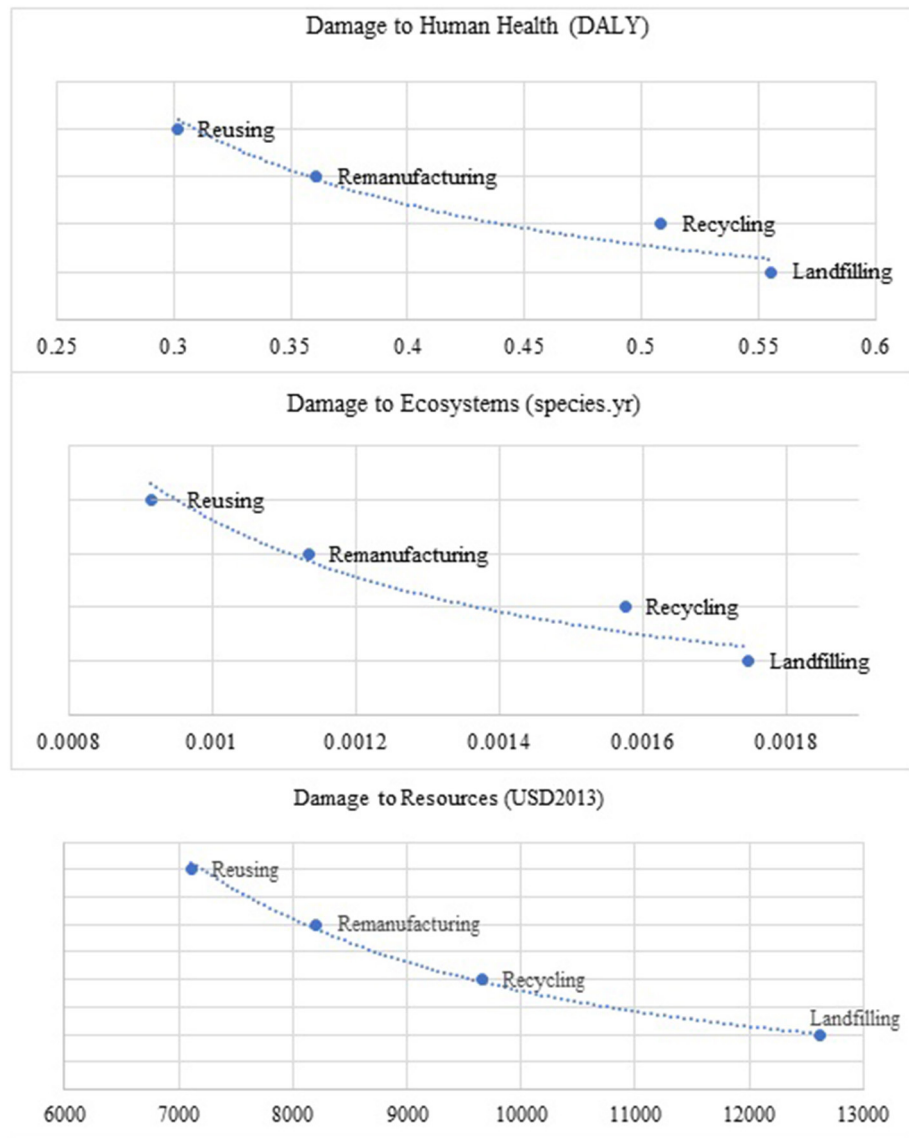 Damage to Human Health (DALY)
Reusing
Remanufacturing
Recycling
Landfilling
0.25 0.3 0.35 0.4 0.45 0.5 0.55 0.6
Damage to Ecosystems (species.yr)
Reusing
Remanufacturing
Recycling
Landfilling
0.0008 0.001 0.0012 0.0014 0.0016 0.0018
Damage to Resources (USD2013)
Reusing
Remanufacturing
Recycling
Landfilling
6000 7000 8000 9000 10000 11000 12000 13000